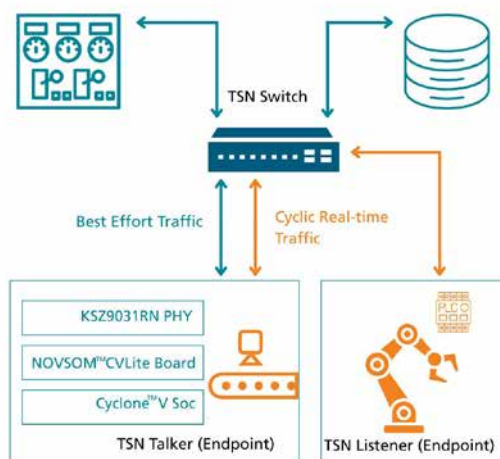 TSN Switch
Best Effort Traffic
Cyclic Real-time
Traffic
KSZ9031RN PHY
NOVSOM™CVLite Board
Cyclone™V Soc
TSN Talker (Endpoint)
TSN Listener (Endpoint)